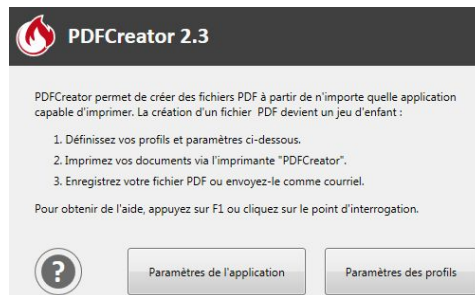 PDFCreator 2.3
PDFCreator permet de créer des fichiers PDF à partir de n'importe quelle application
capable d'imprimer. La création d'un fichier PDF devient un jeu d'enfant :
1. Définissez vos profils et paramètres ci-dessous.
2. Imprimez vos documents via l'imprimante "PDFCreator".
3. Enregistrez votre fichier PDF ou envoyez-le comme courriel.
Pour obtenir de l'aide, appuyez sur F1 ou cliquez sur le point d'interrogation.
? Paramètres de l'application Paramètres des profils